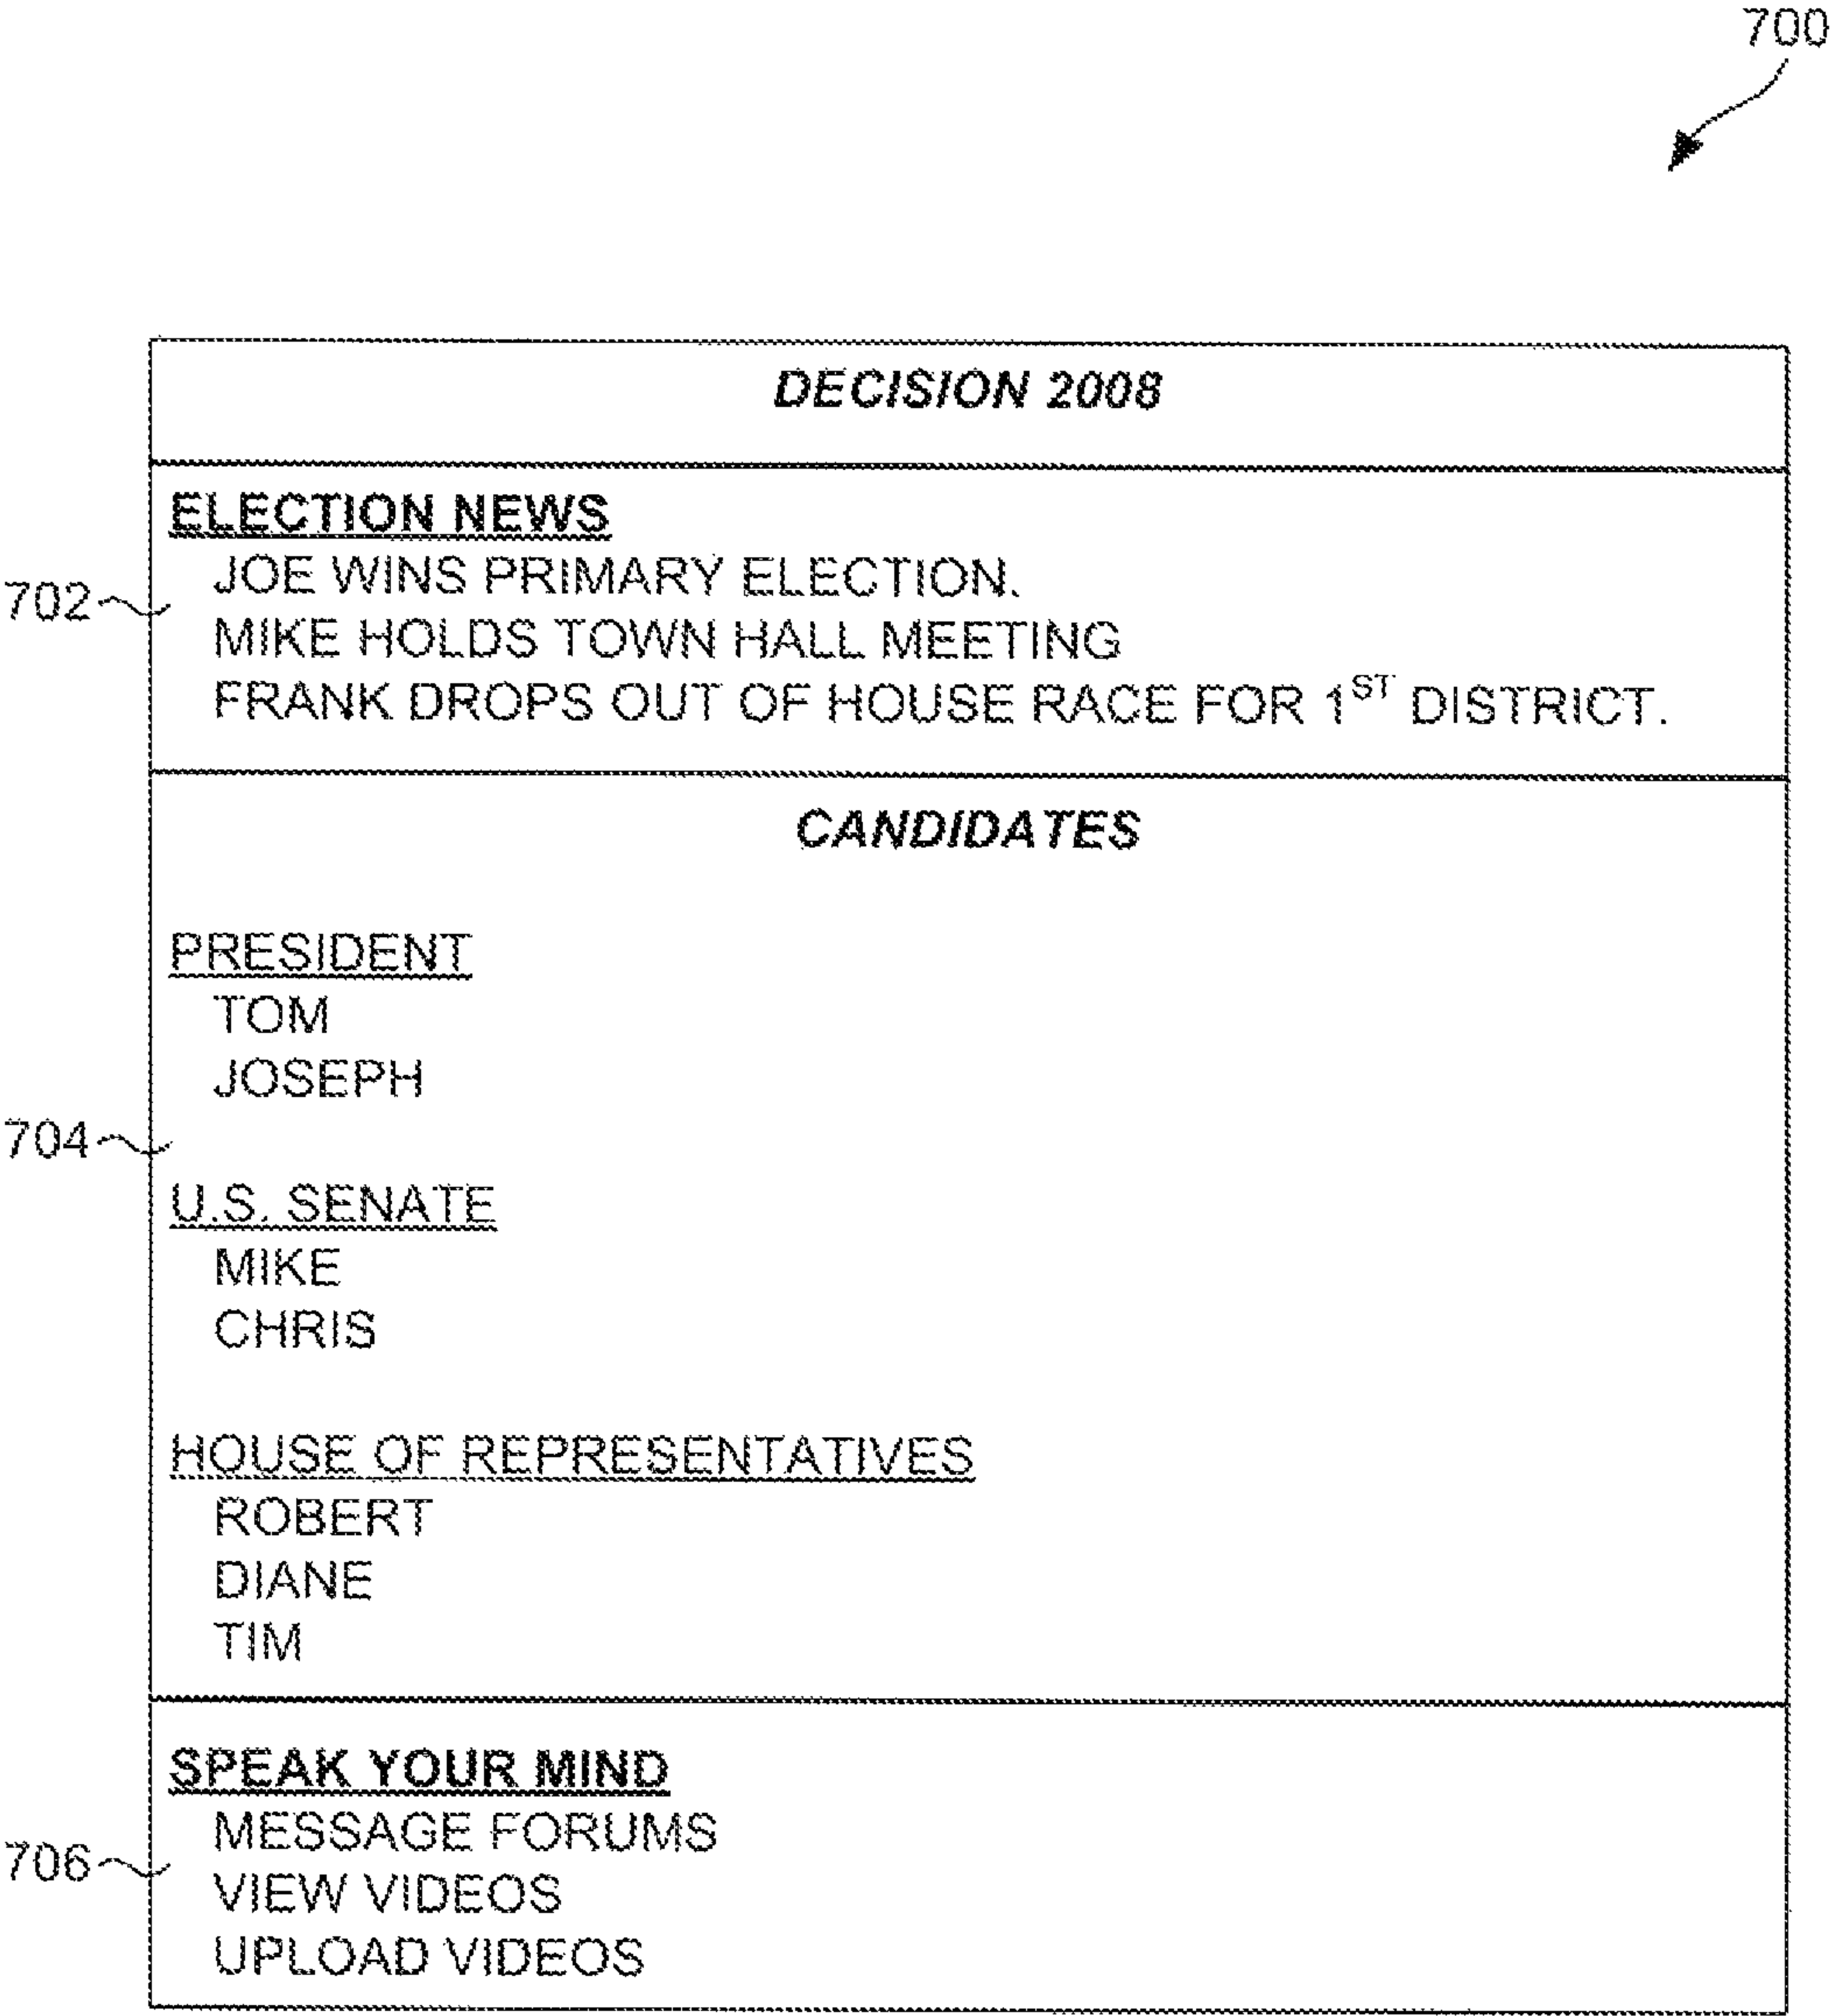 700
DECISION 2008
ELECTION NEWS
JOE WINS PRIMARY ELECTION.
702
MIKE HOLDS TOWN HALL MEETING
FRANK DROPS OUT OF HOUSE RACE FOR 1ST DISTRICT.
CANDIDATES
PRESIDENT
TOM
JOSEPH
704
U.S. SENATE
MIKE
CHRIS
HOUSE OF REPRESENTATIVES
ROBERT
DIANE
TIM
SPEAK YOUR MIND
MESSAGE FORUMS
706
VIEW VIDEOS
UPLOAD VIDEOS